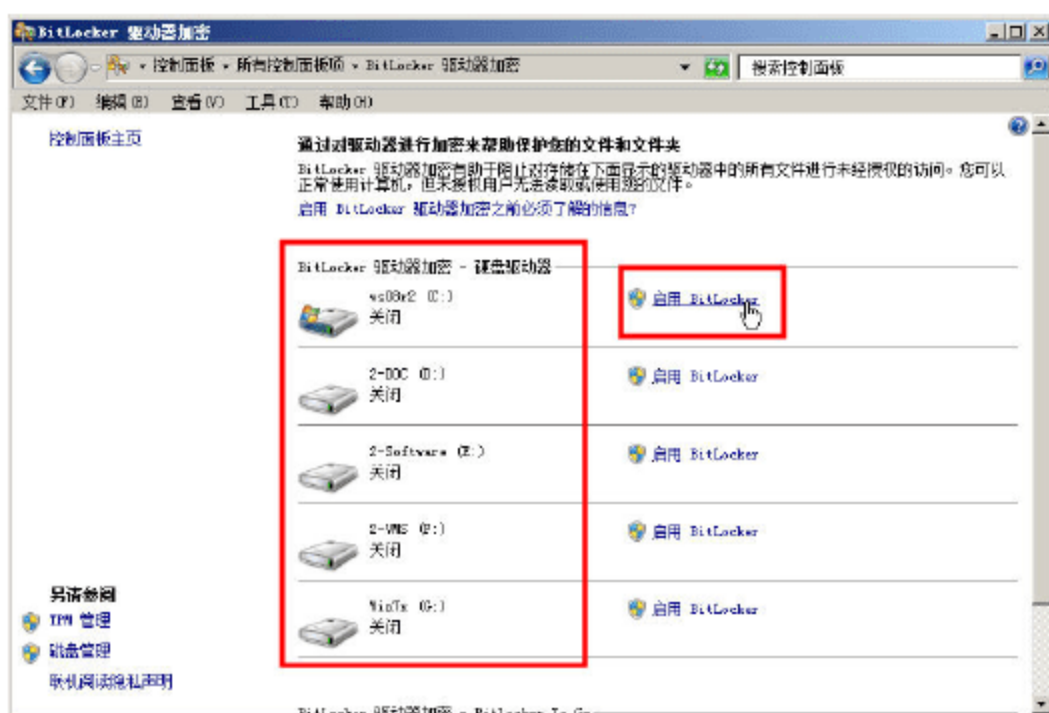 BitLocker 驱动器加密
控制面板 所有控制面板项 BitLocker 驱动器加密 搜索控制面板
文件(F) 编辑(E) 查看(V) 工具(T) 帮助(H)
控制面板主页
通过对驱动器进行加密来帮助保护您的文件和文件夹
BitLocker 驱动器加密有助于阻止对存储在下面显示的驱动器中的所有文件进行未经授权的访问。您可以
正常使用计算机，但未授权用户无法读取或使用您的文件。
启用 BitLocker 驱动器加密之前必须了解的信息?
BitLocker 驱动器加密 - 硬盘驱动器
ws08r2 (C:)
关闭
启用 BitLocker
2-DOC (D:)
关闭
启用 BitLocker
2-Software (E:)
关闭
启用 BitLocker
2-VMS (F:)
关闭
启用 BitLocker
(G:)
关闭
启用 BitLocker
另请参阅
TPM 管理
磁盘管理
联机阅读隐私声明
BitLocker 驱动器加密 - BitLocker To Go